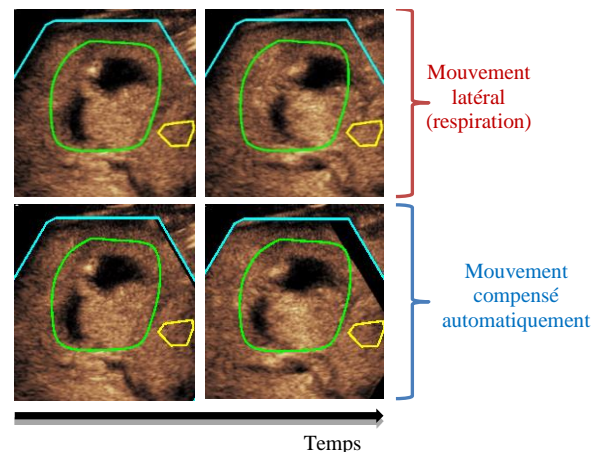 Mouvement
latéral
(respiration)
Mouvement
compensé
automatiquement
Temps